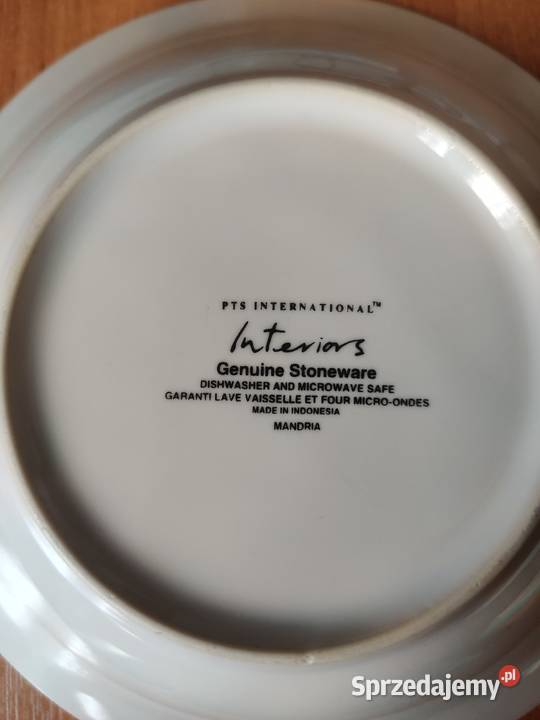 PTS INTERNATIONAL™
Interiors
Genuine Stoneware
DISHWASHER AND MICROWAVE SAFE
GARANTI LAVE VAISSELLE ET FOUR MICRO-ONDES
MADE IN INDONESIA
MANDRIA
Sprzedajemy.pl